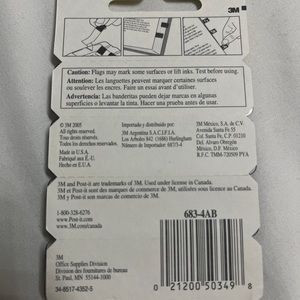 3M
Caution: Flags may mark some surfaces or lift inks. Test before using.
Attention: Les languettes peuvent marquer certaines surfaces
ou soulever les encres. Faire un essai avant d'utiliser.
Advertencia: Las banderitas pueden dejar marcas en algunas
superficies o levantar la tinta. Hacer una prueba antes de usar.
© 3M 2005
All rights reserved.
Tous droits réservés.
Todos los derechos
reservados.
Made in U.S.A.
Fabriqué aux É.-U.
Hecho en E.U.A.
Importado y distribuido por:
3M Argentina S.A.C.I.F.I.A.
Los Árboles 842 Hurlingham
Número de Importador: 687/3-4
3M México, S.A. de C.V.
Avenida Santa Fe 55
Col. Santa Fe, C.P. 01210
Del. Alvaro Obregón
México, D.F. México
R.F.C. TMM-720509 PYA
3M and Post-it are trademarks of 3M. Used under license in Canada.
3M et Post-it sont des marques de commerce de 3M, utilisées sous licence au Canada.
3M y Post-it son marcas de 3M.
1-800-328-6276
www.Post-it.com
www.3m.com/canada
3M
Office Supplies Division
Division des fournitures de bureau
St. Paul, MN 55144-1000
34-8517-4352-5
683-4AB
0 21200 50349 8